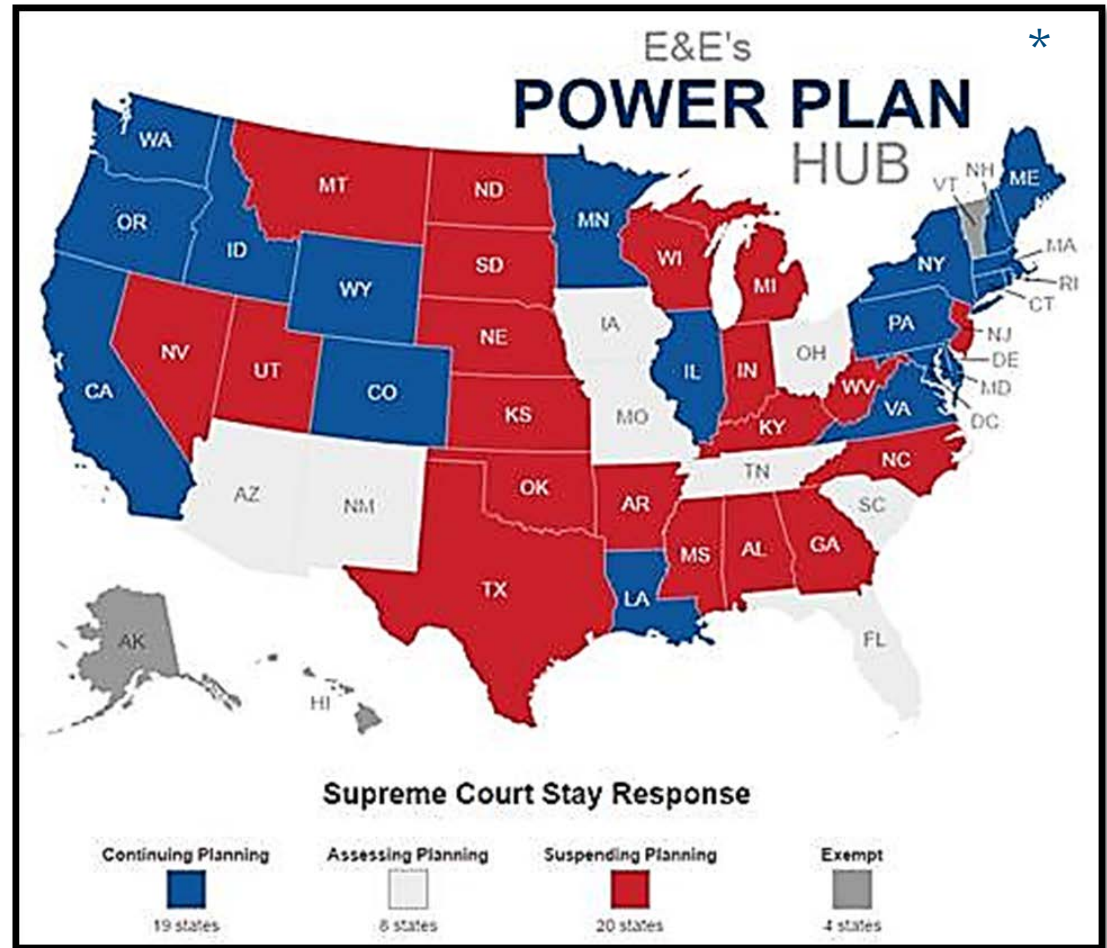 *
E&E's
POWER PLAN
HUB
WA
MT
ND
MN
OR
ID
SD
WI
MI
VT
NH
ME
WY
NY
MA
RI
CT
NV
UT
CO
NE
IA
IL
IN
OH
PA
NJ
DE
MD
DC
CA
KS
MO
WV
VA
KY
AZ
NM
OK
AR
TN
NC
SC
MS
AL
GA
TX
LA
FL
AK
HI
Supreme Court Stay Response
Continuing Planning
Assessing Planning
Suspending Planning
Exempt
19 states
8 states
20 states
4 states